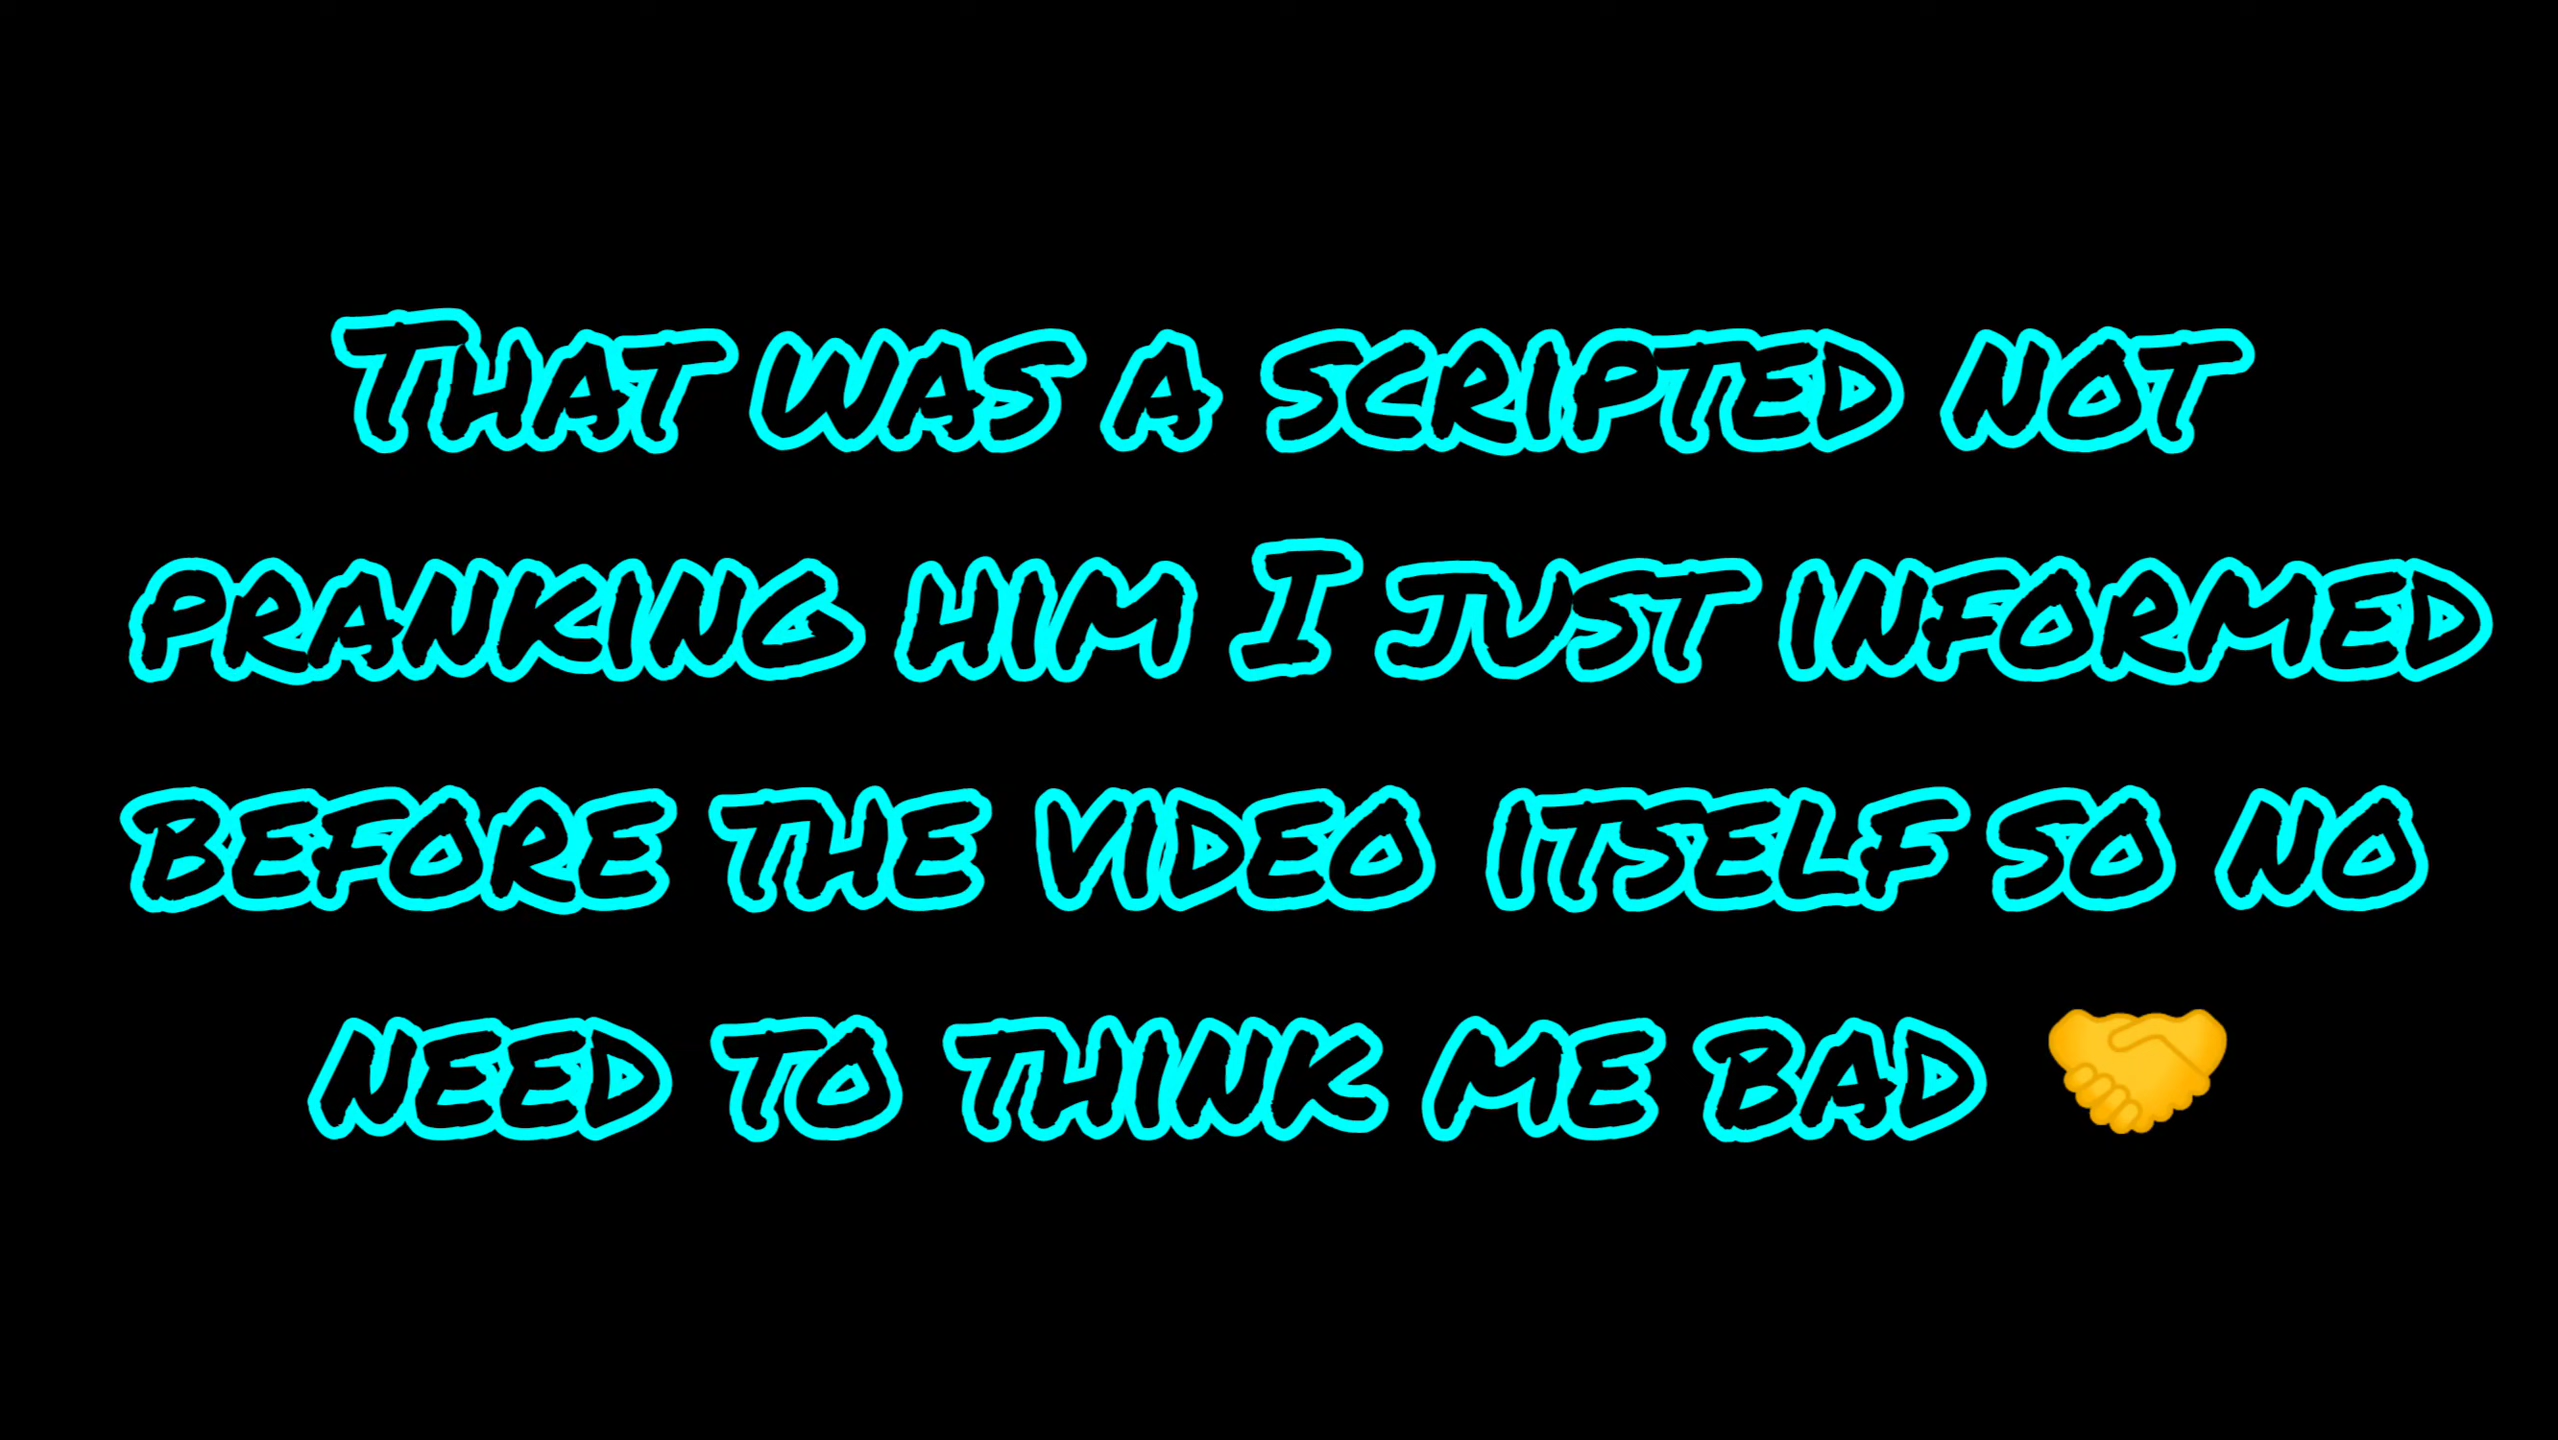 That was a scripted not
pranking him I just informed
before the video itself so no
need to think me bad 🤝